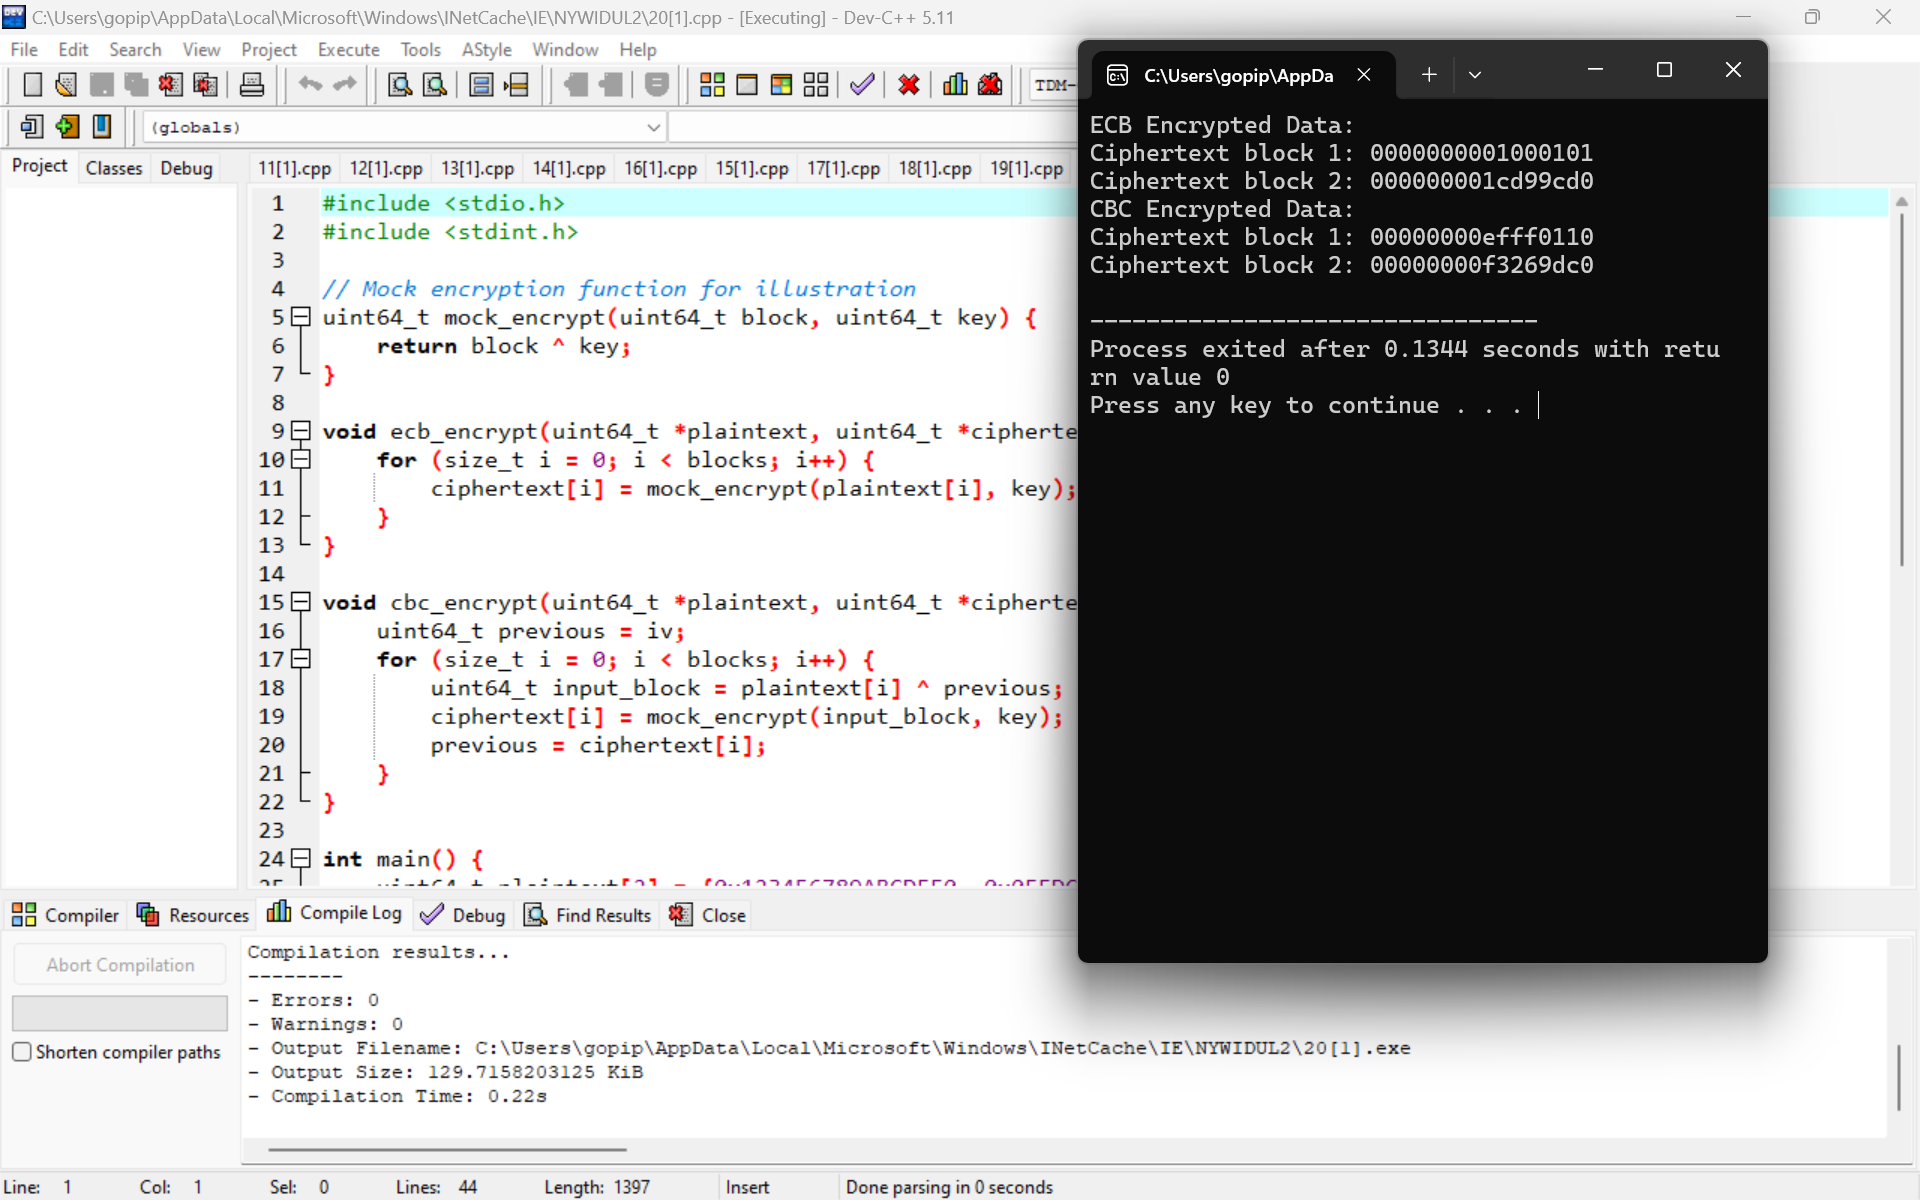 C:\Users\gopip\AppData\Local\Microsoft\Windows\INetCache\IE\NYWIDUL2\20[1].cpp - [Executing] - Dev-C++ 5.11
File Edit Search View Project Execute Tools AStyle Window Help
TDM-
(globals)
Project Classes Debug
11[1].cpp 12[1].cpp 13[1].cpp 14[1].cpp 16[1].cpp 15[1].cpp 17[1].cpp 18[1].cpp 19[1].cpp
1 #include <stdio.h>
2 #include <stdint.h>
3
4 // Mock encryption function for illustration
5 uint64_t mock_encrypt(uint64_t block, uint64_t key) {
6 return block ^ key;
7 }
8
9 void ecb_encrypt(uint64_t *plaintext, uint64_t *cipherte
10 for (size_t i = 0; i < blocks; i++) {
11 ciphertext[i] = mock_encrypt(plaintext[i], key);
12 }
13 }
14
15 void cbc_encrypt(uint64_t *plaintext, uint64_t *cipherte
16 uint64_t previous = iv;
17 for (size_t i = 0; i < blocks; i++) {
18 uint64_t input_block = plaintext[i] ^ previous;
19 ciphertext[i] = mock_encrypt(input_block, key);
20 previous = ciphertext[i];
21 }
22 }
23
24 int main() {
C:\Users\gopip\AppDa
ECB Encrypted Data:
Ciphertext block 1: 0000000001000101
Ciphertext block 2: 000000001cd99cd0
CBC Encrypted Data:
Ciphertext block 1: 00000000efff0110
Ciphertext block 2: 00000000f3269dc0
--------------------------------
Process exited after 0.1344 seconds with retu
rn value 0
Press any key to continue . . .
Compiler Resources Compile Log Debug Find Results Close
Abort Compilation
Shorten compiler paths
Compilation results...
--------
- Errors: 0
- Warnings: 0
- Output Filename: C:\Users\gopip\AppData\Local\Microsoft\Windows\INetCache\IE\NYWIDUL2\20[1].exe
- Output Size: 129.7158203125 KiB
- Compilation Time: 0.22s
Line: 1 Col: 1 Sel: 0 Lines: 44 Length: 1397 Insert Done parsing in 0 seconds